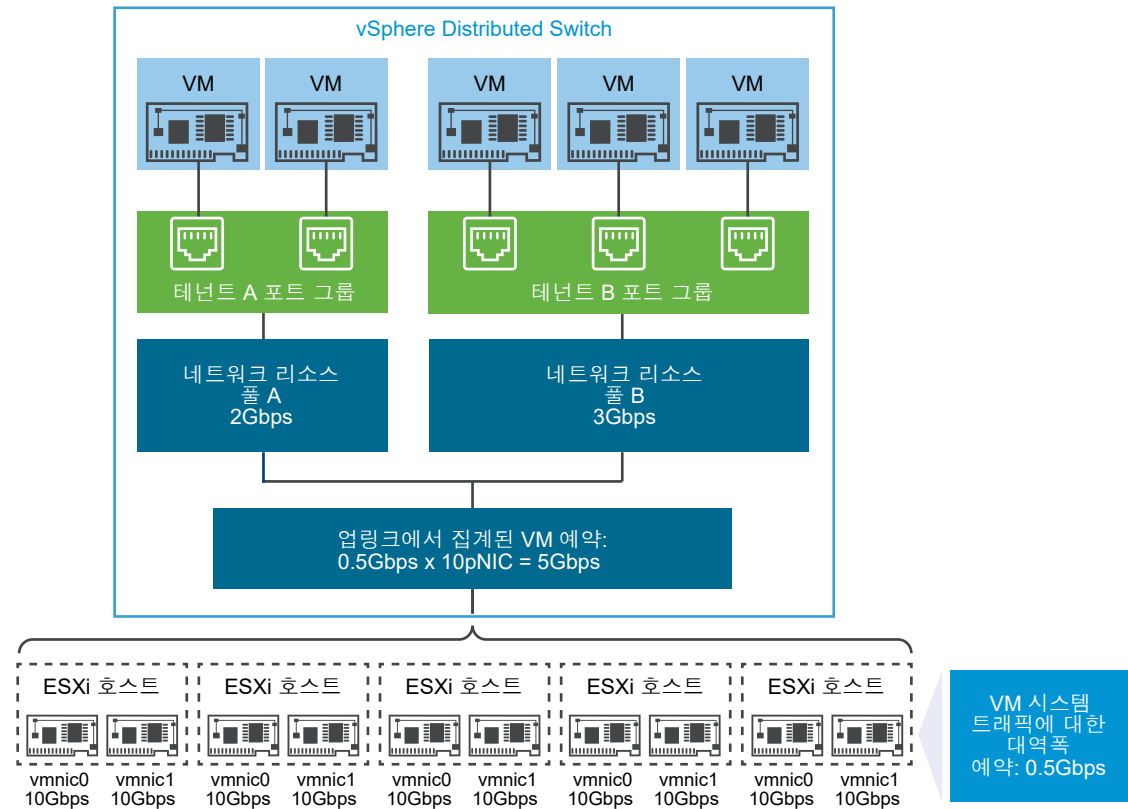 vSphere Distributed Switch
VM
VM
VM
VM
VM
테넌트 A 포트 그룹
테넌트 B 포트 그룹
네트워크 리소스
풀 A
2Gbps
네트워크 리소스
풀 B
3Gbps
업링크에서 집계된 VM 예약:
0.5Gbps x 10pNIC = 5Gbps
ESXi 호스트
ESXi 호스트
ESXi 호스트
ESXi 호스트
ESXi 호스트
vmnic0
10Gbps
vmnic1
10Gbps
vmnic0
10Gbps
vmnic1
10Gbps
vmnic0
10Gbps
vmnic1
10Gbps
vmnic0
10Gbps
vmnic1
10Gbps
vmnic0
10Gbps
vmnic1
10Gbps
VM 시스템
트래픽에 대한
대역폭
예약: 0.5Gbps